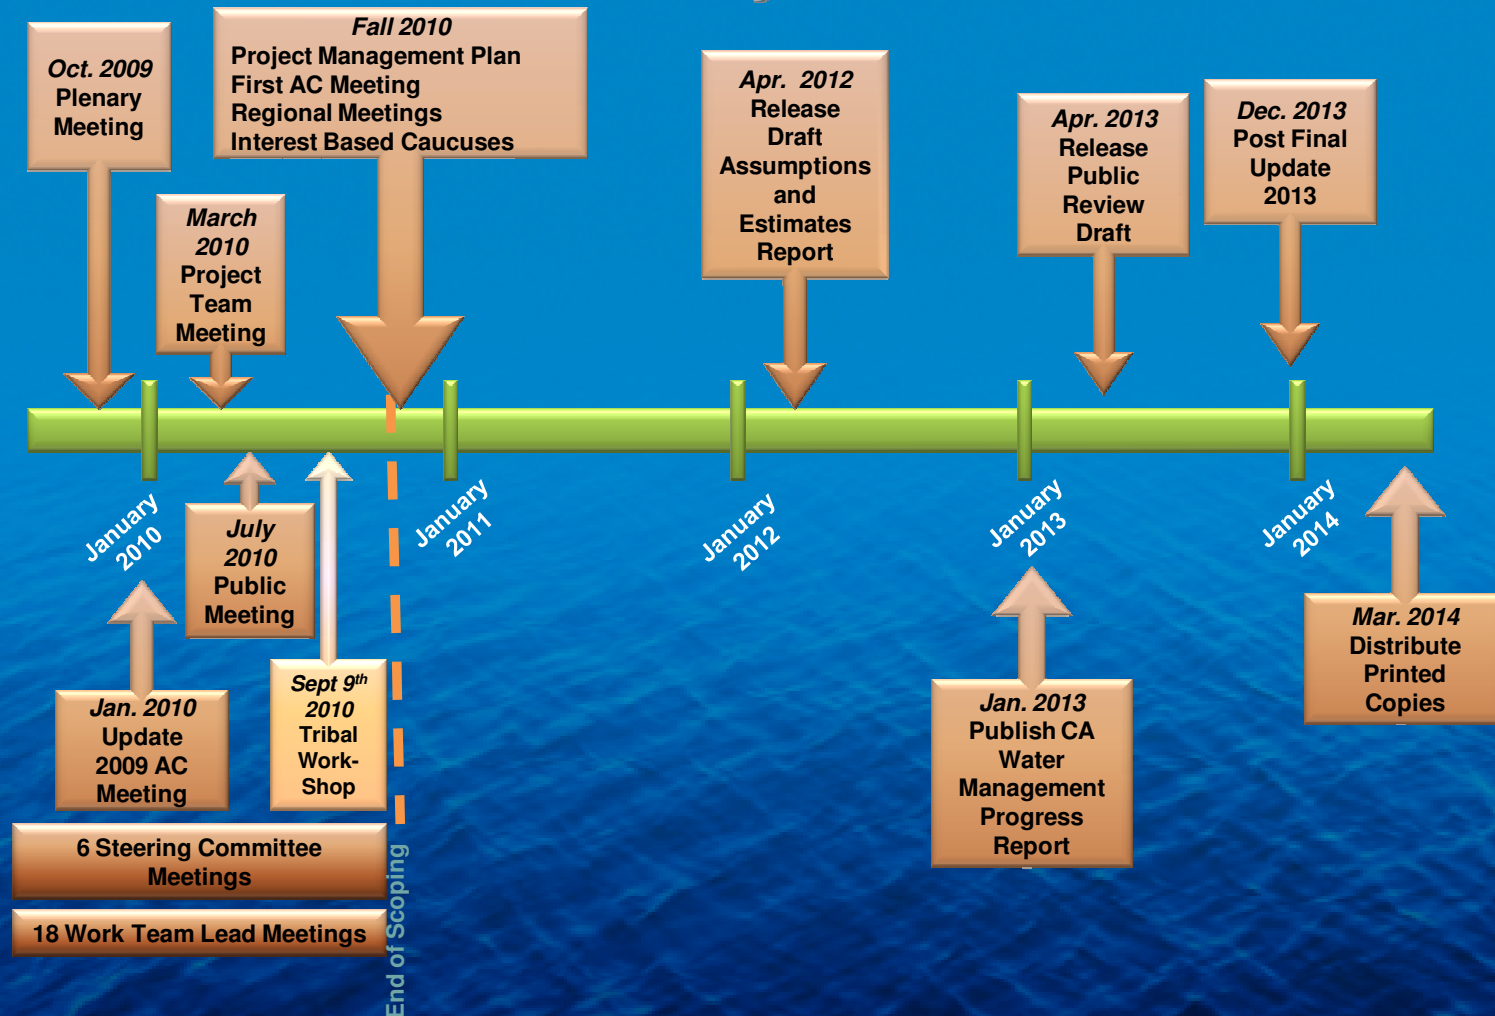 Oct. 2009
Plenary
Meeting
Fall 2010
Project Management Plan
First AC Meeting
Regional Meetings
Interest Based Caucuses
March
2010
Project
Team
Meeting
Apr. 2012
Release
Draft
Assumptions
and
Estimates
Report
Apr. 2013
Release
Public
Review
Draft
Dec. 2013
Post Final
Update
2013
January
2010
January
2011
January
2012
January
2013
January
2014
July
2010
Public
Meeting
Jan. 2010
Update
2009 AC
Meeting
Sept 9th
2010
Tribal
Work-
Shop
Jan. 2013
Publish CA
Water
Management
Progress
Report
Mar. 2014
Distribute
Printed
Copies
6 Steering Committee
Meetings
18 Work Team Lead Meetings
End of Scoping